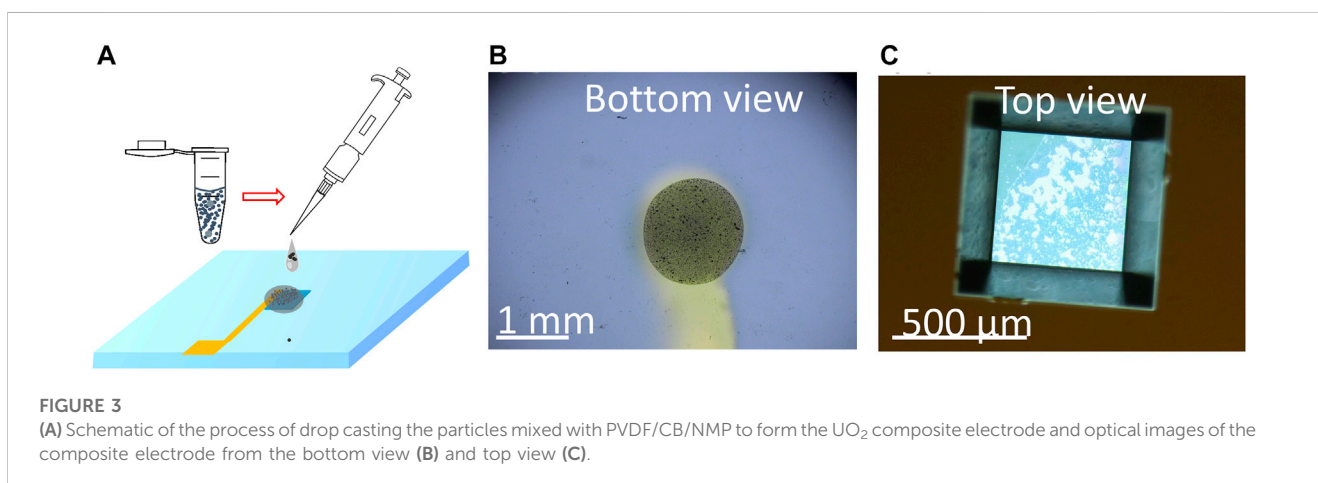 A
B
C
Bottom view
Top view
1 mm
500 µm
FIGURE 3
(A) Schematic of the process of drop casting the particles mixed with PVDF/CB/NMP to form the UO₂ composite electrode and optical images of the
composite electrode from the bottom view (B) and top view (C).